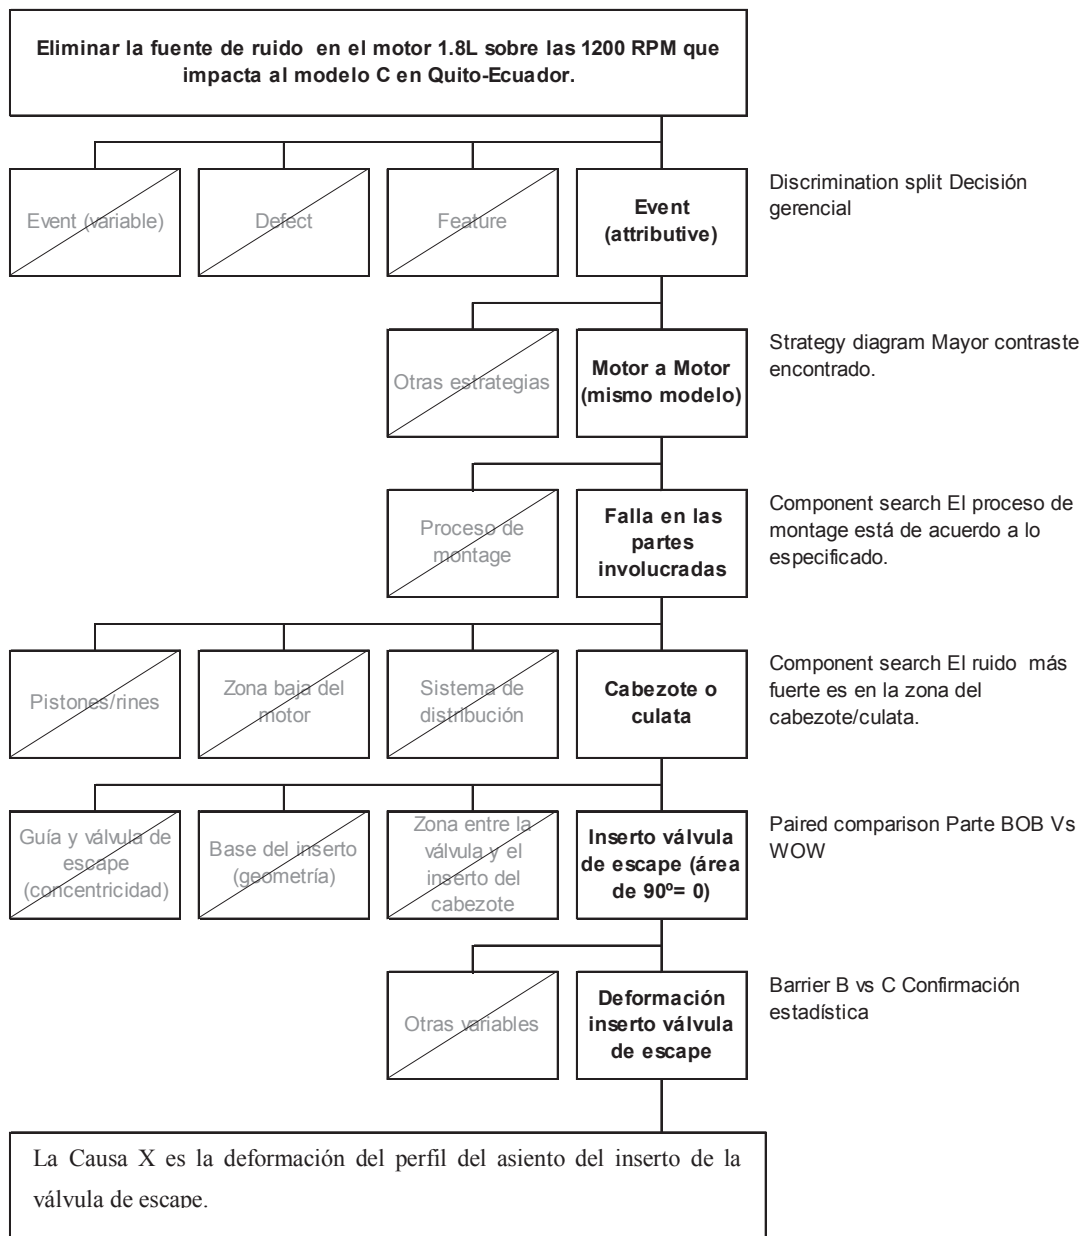 Eliminar la fuente de ruido en el motor 1.8L sobre las 1200 RPM que
impacta al modelo C en Quito-Ecuador.
Event (variable)
Defect
Feature
Event
(attributive)
Discrimination split Decisión
gerencial
Otras estrategias
Motor a Motor
(mismo modelo)
Strategy diagram Mayor contraste
encontrado.
Proceso de
montage
Falla en las
partes
involucradas
Component search El proceso de
montage está de acuerdo a lo
especificado.
Pistones/rines
Zona baja del
motor
Sistema de
distribución
Cabezote o
culata
Component search El ruido más
fuerte es en la zona del
cabezote/culata.
Guía y válvula de
escape
(concentricidad)
Base del inserto
(geometría)
Zona entre la
válvula y el
inserto del
cabezote
Inserto válvula
de escape (área
de 90º= 0)
Paired comparison Parte BOB Vs
WOW
Otras variables
Deformación
inserto válvula
de escape
Barrier B vs C Confirmación
estadística
La Causa X es la deformación del perfil del asiento del inserto de la
válvula de escape.